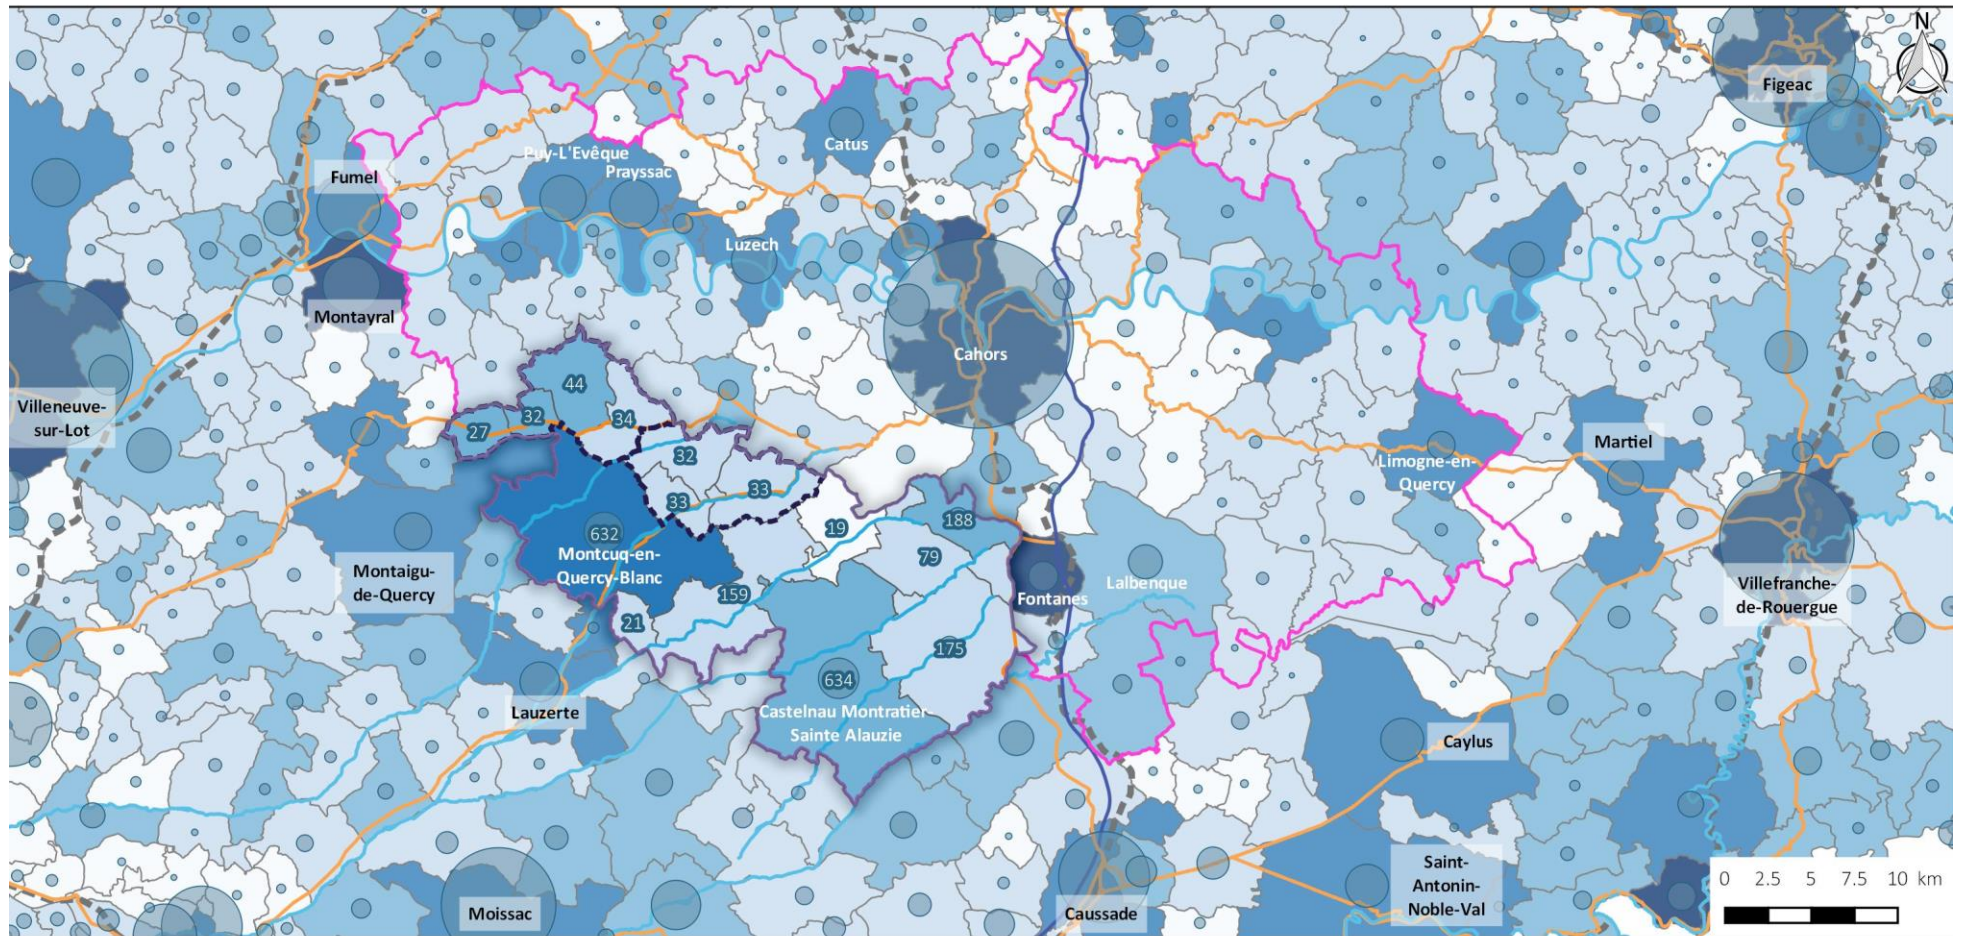 N
Figeac
Catus
Puy-L'Evêque
Prayssac
Fumel
Luzech
Montayral
Cahors
44
Villeneuve-
sur-Lot
32
34
27
Martiel
32
Limogne-en-
Quercy
33
33
19
188
632
Montcuq-en-
Quercy-Blanc
79
Montaigu-
de-Quercy
Fontanes
Lalbenque
Villefranche-
de-Rouergue
159
21
175
634
Lauzerte
Castelnau Montratier-
Sainte Alauzie
Caylus
Saint-
Antonin-
Noble-Val
0 2.5 5 7.5 10 km
Moissac
Caussade